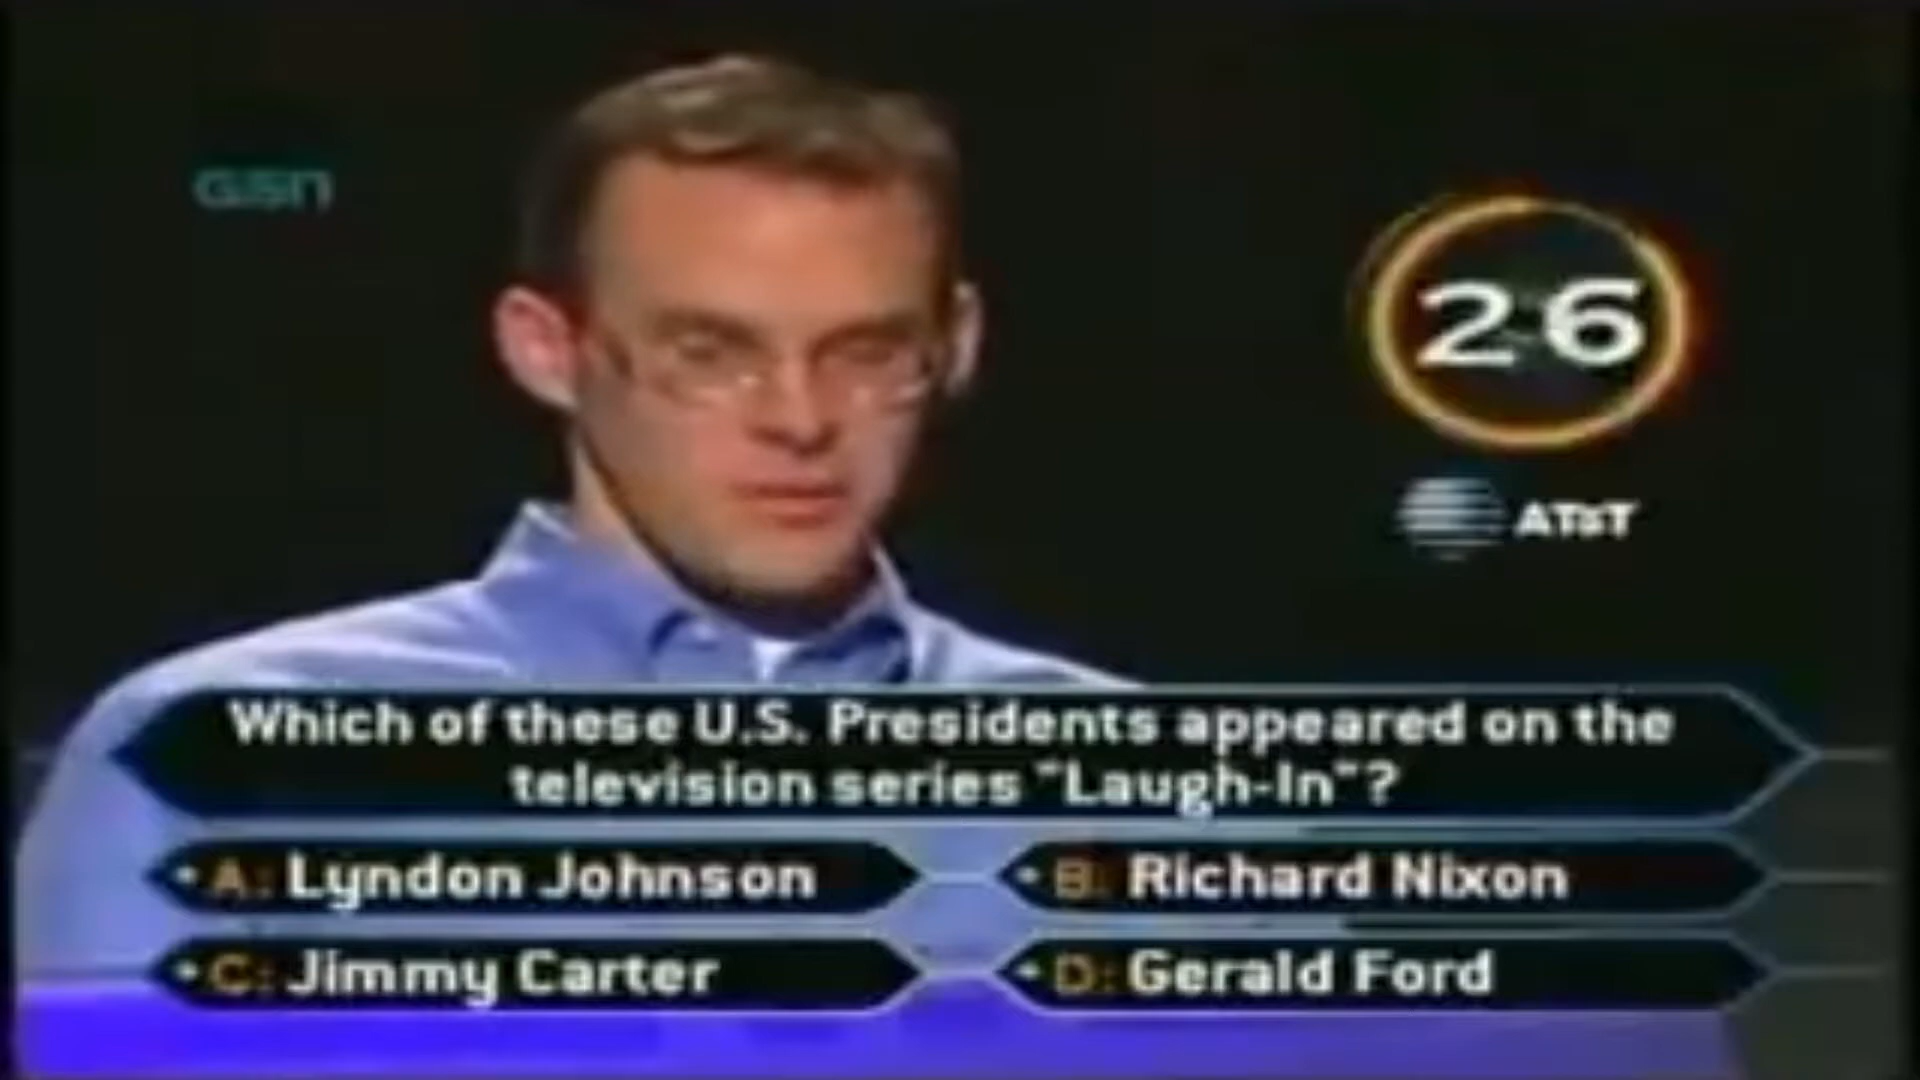 GSN
26
AT&T
Which of these U.S. Presidents appeared on the
television series "Laugh-In"?
A: Lyndon Johnson
B: Richard Nixon
C: Jimmy Carter
D: Gerald Ford